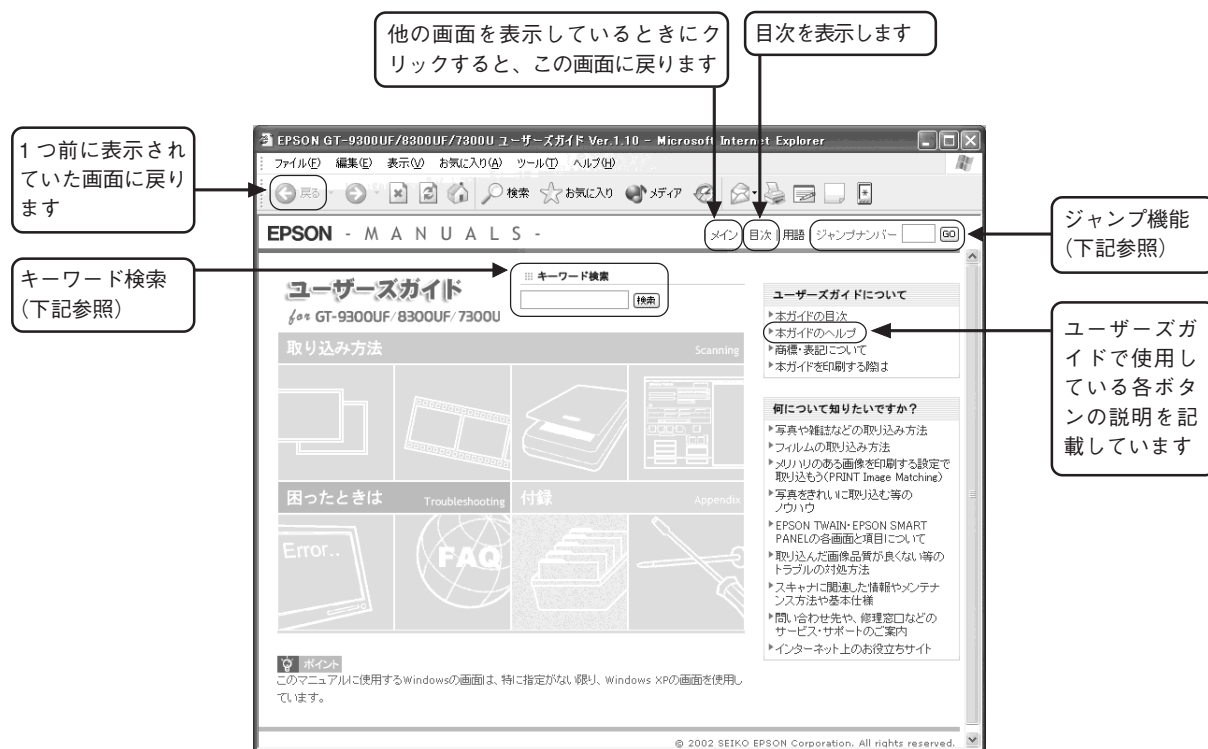 他の画面を表示しているときにク
リックすると、この画面に戻ります
目次を表示します
1つ前に表示され
ていた画面に戻り
ます
キーワード検索
(下記参照)
ジャンプ機能
(下記参照)
ユーザーズガ
イドで使用し
ている各ボタ
ンの説明を記
載しています
EPSON GT-9300UF/8300UF/7300U ユーザーズガイド Ver.1.10 - Microsoft Internet Explorer
ファイル(F) 編集(E) 表示(V) お気に入り(A) ツール(T) ヘルプ(H)
戻る 検索 お気に入り メディア
EPSON - MANUALS -
メイン 目次 | 用語 ジャンプナンバー GO
ユーザーズガイド
for GT-9300UF/8300UF/7300U
キーワード検索
検索
取り込み方法 Scanning
困ったときは Troubleshooting
付録 Appendix
Error..
FAQ
ユーザーズガイドについて
本ガイドの目次
本ガイドのヘルプ
商標・表記について
本ガイドを印刷する際は
何について知りたいですか?
写真や雑誌などの取り込み方法
フィルムの取り込み方法
メリハリのある画像を印刷する設定で
取り込もう(PRINT Image Matching)
写真をきれいに取り込む等の
ノウハウ
EPSON TWAIN・EPSON SMART
PANELの各画面と項目について
取り込んだ画像品質が良くない等の
トラブルの対処方法
スキャナに関連した情報やメンテナ
ンス方法や基本仕様
問い合わせ先や、修理窓口などの
サービス・サポートのご案内
インターネット上のお役立ちサイト
ポイント
このマニュアルに使用するWindowsの画面は、特に指定がない限り、Windows XPの画面を使用し
ています。
© 2002 SEIKO EPSON Corporation. All rights reserved.